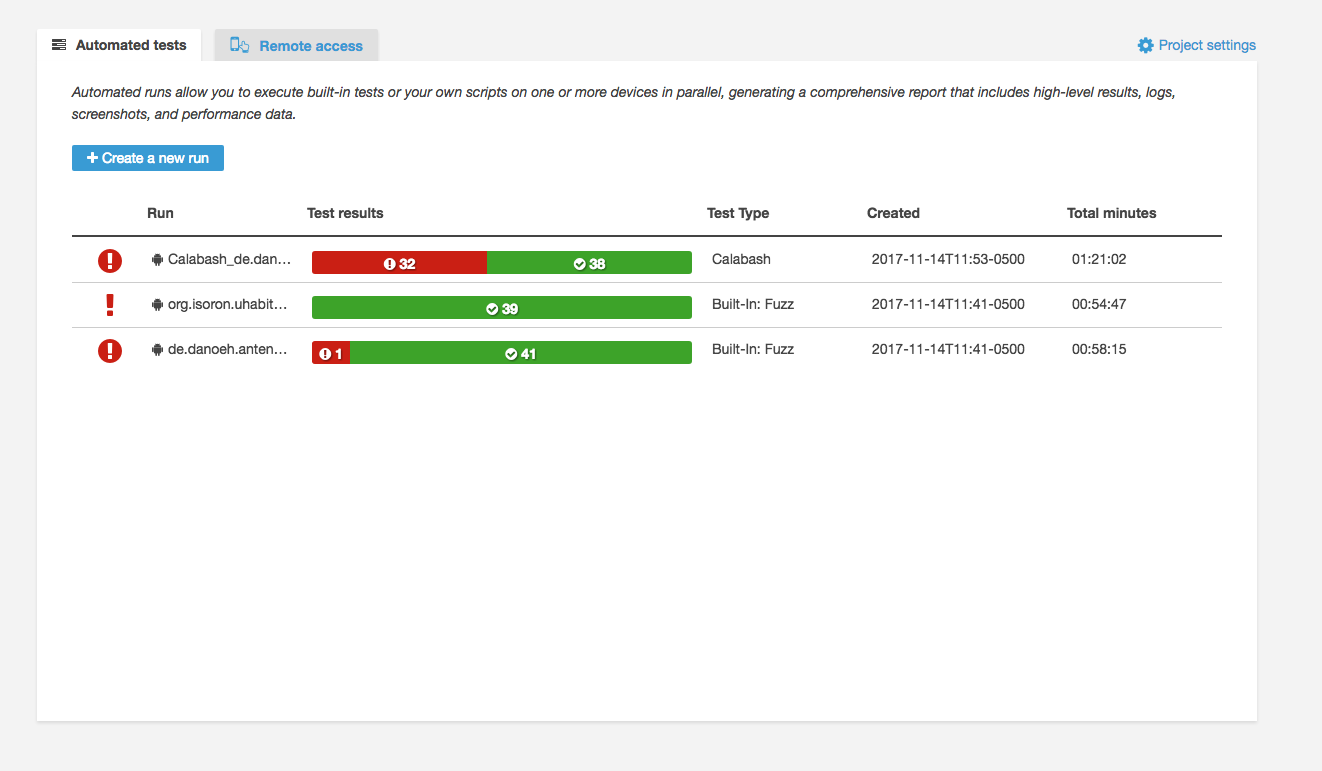 Automated tests
Remote access
Project settings
Automated runs allow you to execute built-in tests or your own scripts on one or more devices in parallel, generating a comprehensive report that includes high-level results, logs,
screenshots, and performance data.
Create a new run
Run Test results Test Type Created Total minutes
Calabash_de.dan... 32 38 Calabash 2017-11-14T11:53-0500 01:21:02
org.isoron.uhabit... 39 Built-In: Fuzz 2017-11-14T11:41-0500 00:54:47
de.danoeh.anten... 1 41 Built-In: Fuzz 2017-11-14T11:41-0500 00:58:15